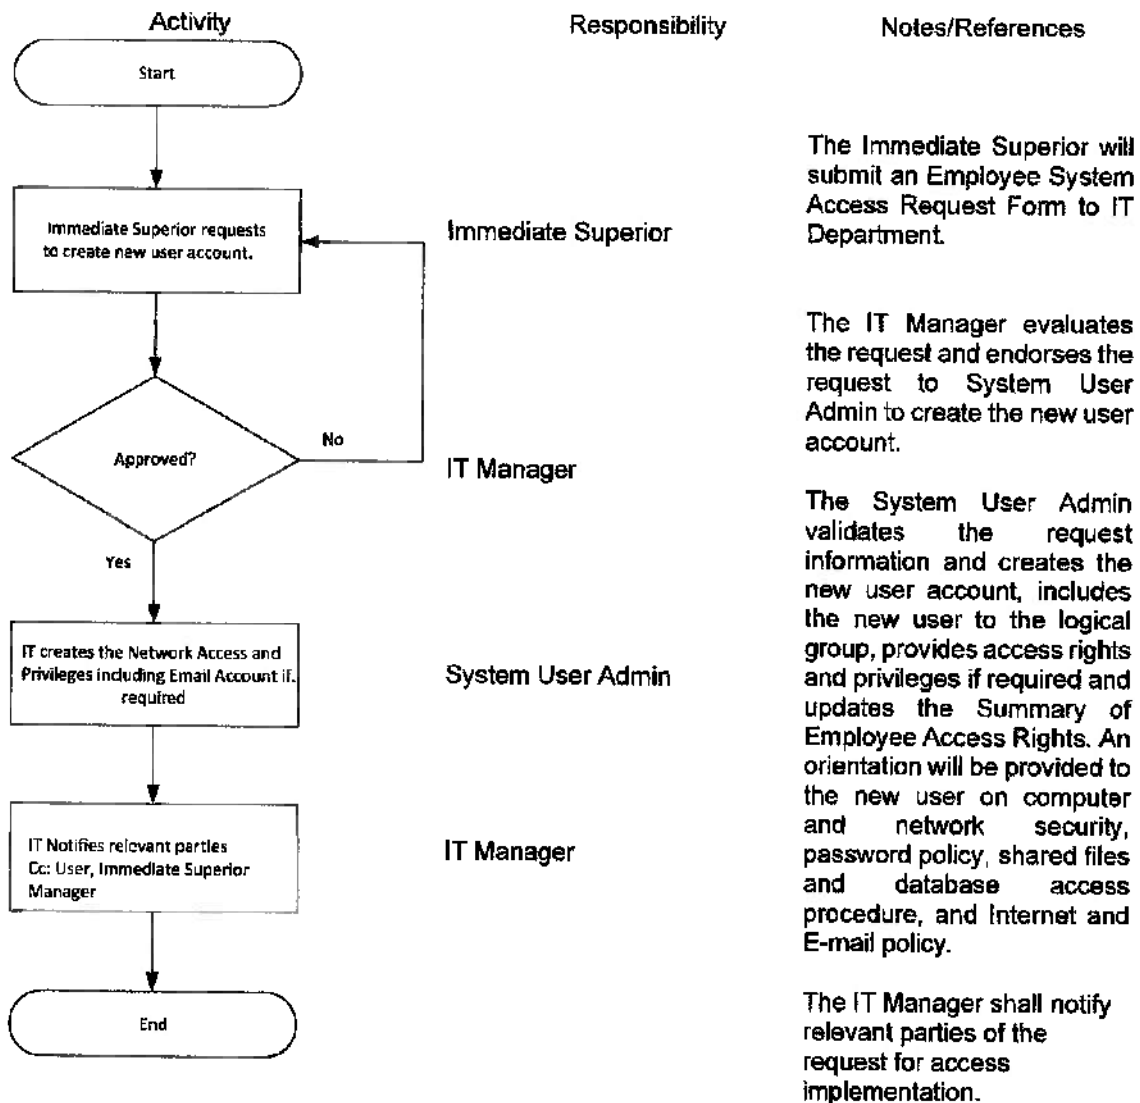 Activity
Responsibility
Notes/References
Start
The Immediate Superior will
submit an Employee System
Access Request Form to IT
Department.
Immediate Superior requests
to create new user account.
Immediate Superior
The IT Manager evaluates
the request and endorses the
request to System User
Admin to create the new user
account.
No
Approved?
IT Manager
Yes
The System User Admin
validates the request
information and creates the
new user account, includes
the new user to the logical
group, provides access rights
and privileges if required and
updates the Summary of
Employee Access Rights. An
orientation will be provided to
the new user on computer
and network security,
password policy, shared files
and database access
procedure, and Internet and
E-mail policy.
IT creates the Network Access and
Privileges including Email Account if.
required
System User Admin
IT Notifies relevant parties
Cc: User, Immediate Superior
Manager
IT Manager
End
The IT Manager shall notify
relevant parties of the
request for access
implementation.